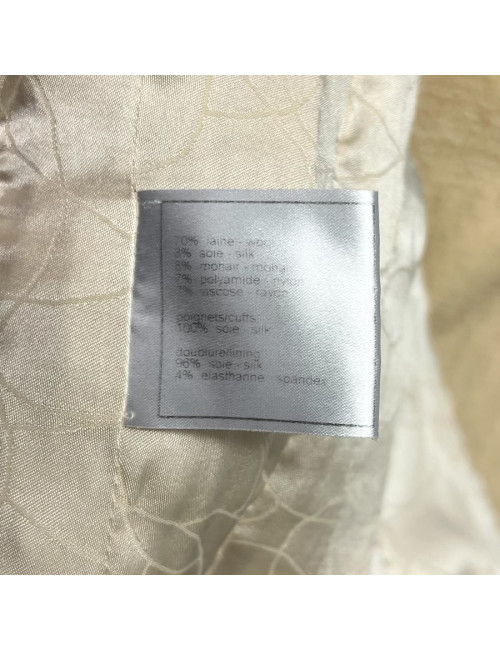 70% laine - wool
8% soie - silk
8% mohair - mohair
7% polyamide - nylon
7% viscose - rayon
poignets/cuffs
100% soie silk
doublure/lining
96% soie - silk
4% elasthanne spandex